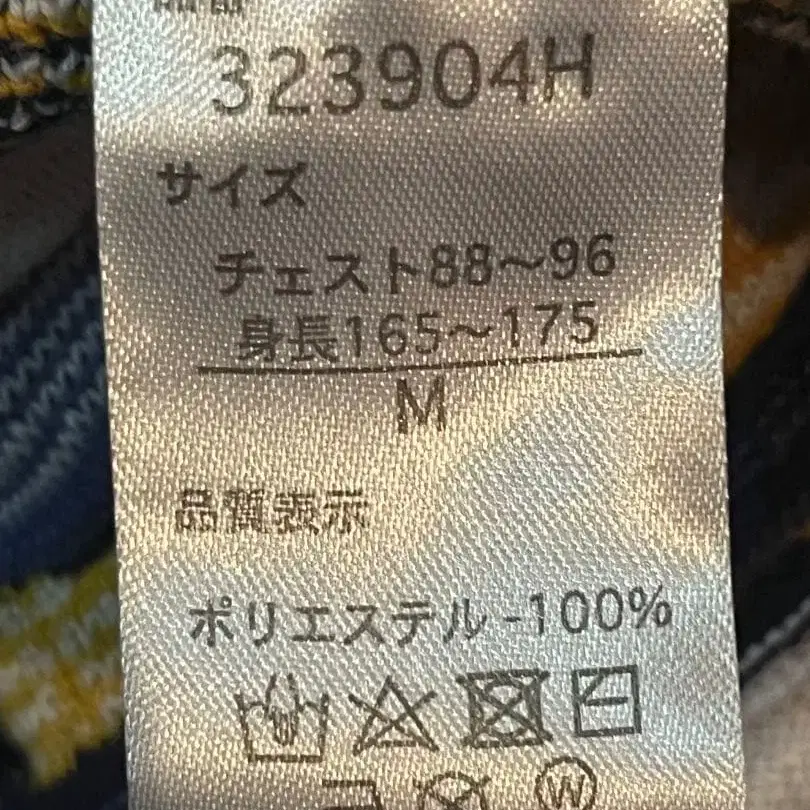 323904H
サイズ
チェスト88～96
身長165～175
M
品質表示
ポリエステル-100%
W